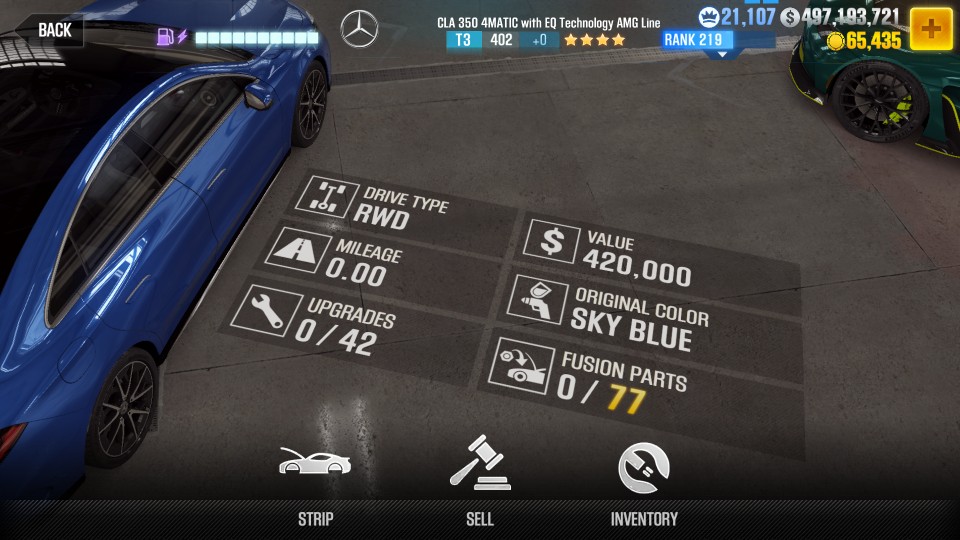 BACK
CLA 350 4MATIC with EQ Technology AMG Line
T3 402 +0
RANK 219
21,107 $ 497,193,721
65,435
DRIVE TYPE
RWD
MILEAGE
0.00
UPGRADES
0 / 42
$ VALUE
420,000
ORIGINAL COLOR
SKY BLUE
FUSION PARTS
0 / 77
STRIP
SELL
INVENTORY